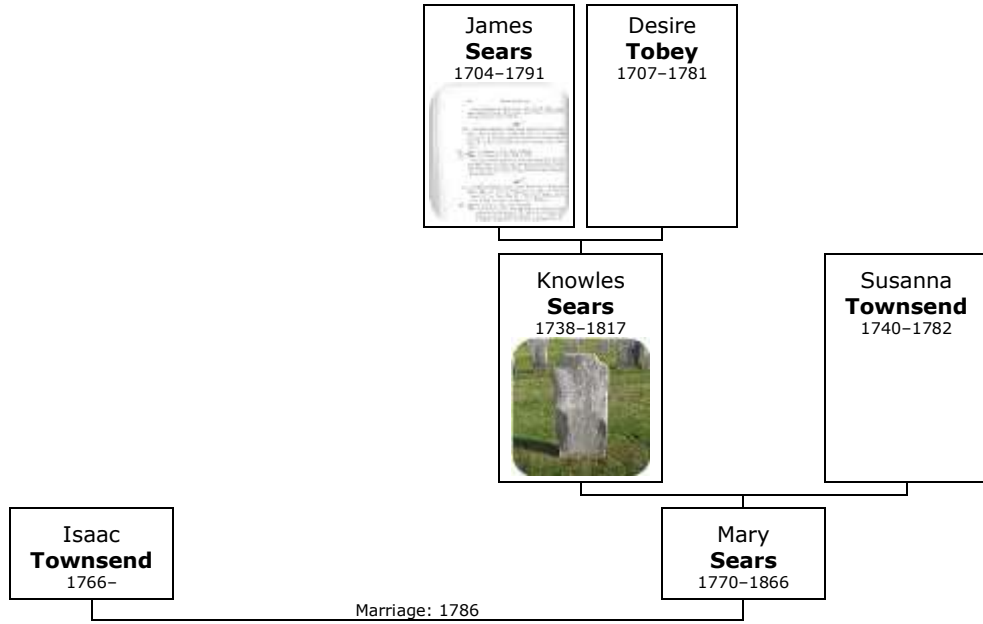 James
Sears
1704–1791
Desire
Tobey
1707–1781
Knowles
Sears
1738–1817
Susanna
Townsend
1740–1782
Isaac
Townsend
1766–
Mary
Sears
1770–1866
Marriage: 1786